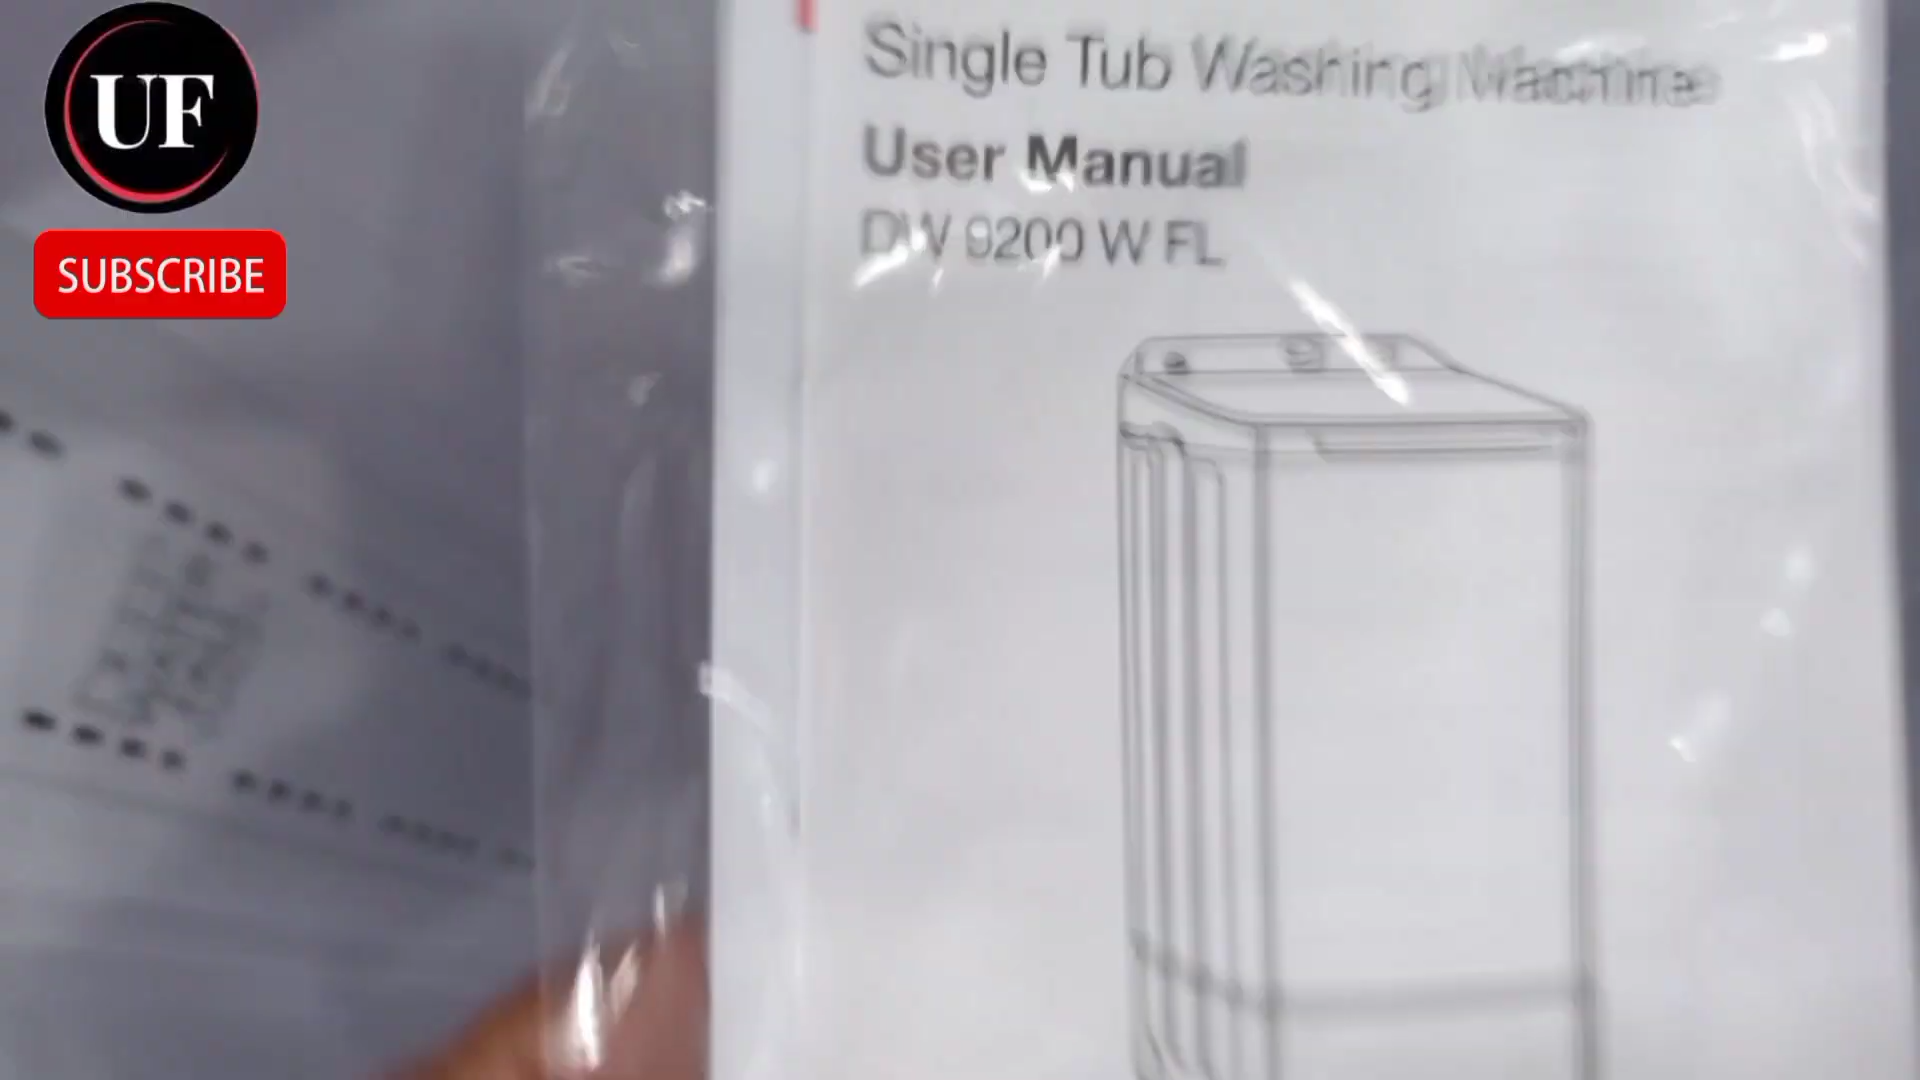 UF
SUBSCRIBE
Single Tub Washing Machine
User Manual
DW 9200 W FL